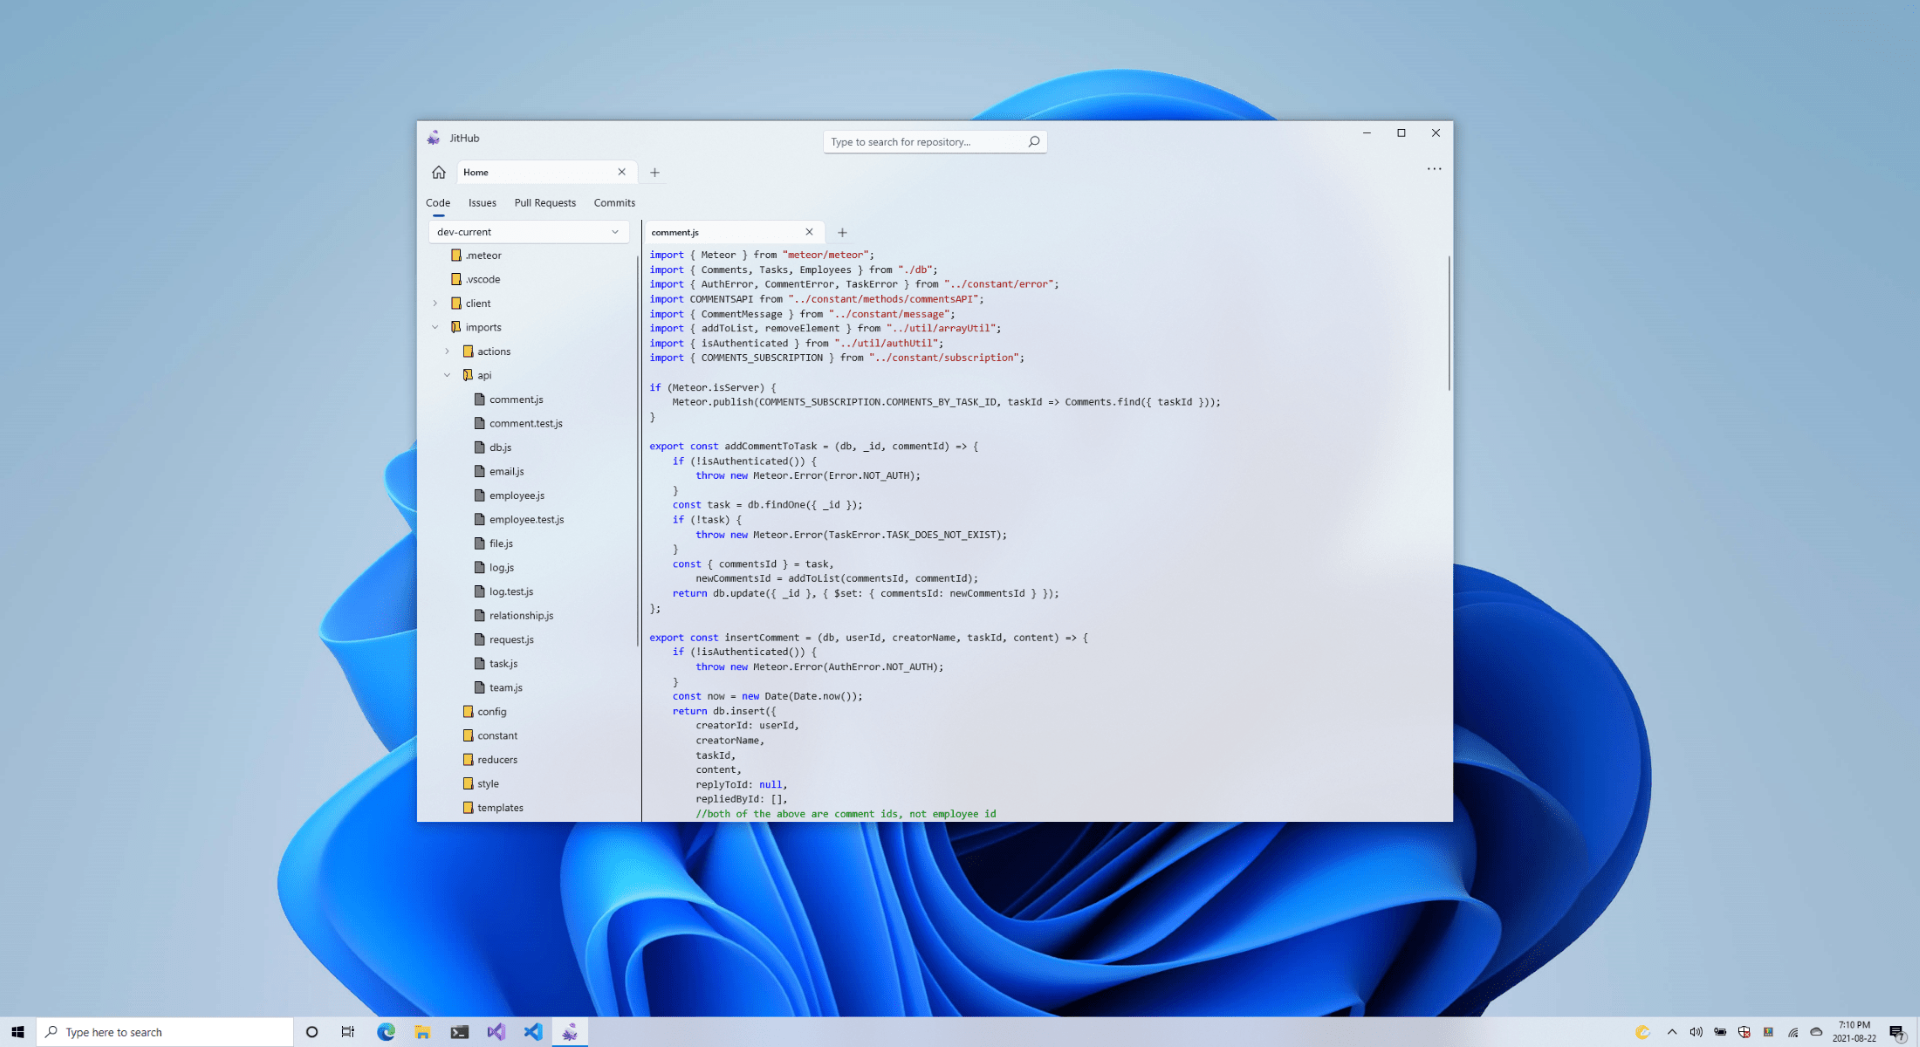 JitHub
Type to search for repository...
Home
Code Issues Pull Requests Commits
dev-current
.meteor
.vscode
client
imports
actions
api
comment.js
comment.test.js
db.js
email.js
employee.js
employee.test.js
file.js
log.js
log.test.js
relationship.js
request.js
task.js
team.js
config
constant
reducers
style
templates
comment.js
import { Meteor } from "meteor/meteor";
import { Comments, Tasks, Employees } from "./db";
import { AuthError, CommentError, TaskError } from "../constant/error";
import COMMENTSAPI from "../constant/methods/commentsAPI";
import { CommentMessage } from "../constant/message";
import { addToList, removeElement } from "../util/arrayUtil";
import { isAuthenticated } from "../util/authUtil";
import { COMMENTS_SUBSCRIPTION } from "../constant/subscription";
if (Meteor.isServer) {
Meteor.publish(COMMENTS_SUBSCRIPTION.COMMENTS_BY_TASK_ID, taskId => Comments.find({ taskId }));
}
export const addCommentToTask = (db, _id, commentId) => {
if (!isAuthenticated()) {
throw new Meteor.Error(Error.NOT_AUTH);
}
const task = db.findOne({ _id });
if (!task) {
throw new Meteor.Error(TaskError.TASK_DOES_NOT_EXIST);
}
const { commentsId } = task,
newCommentsId = addToList(commentsId, commentId);
return db.update({ _id }, { $set: { commentsId: newCommentsId } });
};
export const insertComment = (db, userId, creatorName, taskId, content) => {
if (!isAuthenticated()) {
throw new Meteor.Error(AuthError.NOT_AUTH);
}
const now = new Date(Date.now());
return db.insert({
creatorId: userId,
creatorName,
taskId,
content,
replyToId: null,
repliedById: [],
//both of the above are comment ids, not employee id
Type here to search
7:10 PM
2021-08-22